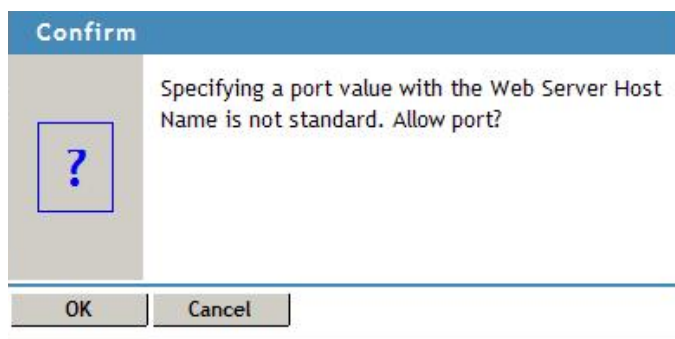 Confirm
Specifying a port value with the Web Server Host
Name is not standard. Allow port?
?
OK Cancel